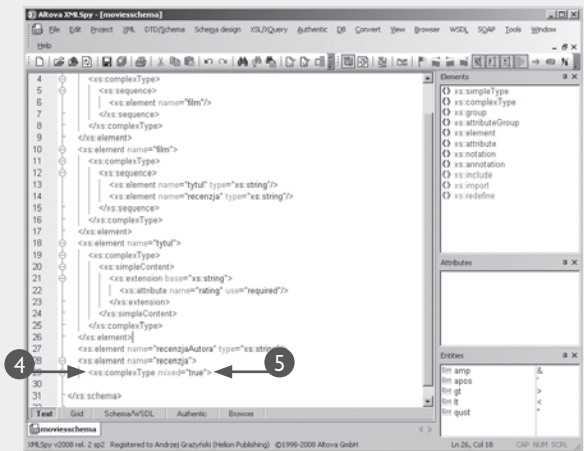 Altova XMLSpy - [moviesschema]
File Edit Project XML DTD/Schema Schema design XSL/XQuery Authentic DB Convert View Browser WSDL SOAP Tools Window
Help
4 <xs:complexType>
5 <xs:sequence>
6 <xs:element name="film"/>
7 </xs:sequence>
8 </xs:complexType>
9 </xs:element>
10 <xs:element name="film">
11 <xs:complexType>
12 <xs:sequence>
13 <xs:element name="tytul" type="xs:string"/>
14 <xs:element name="recenzja" type="xs:string"/>
15 </xs:sequence>
16 </xs:complexType>
17 </xs:element>
18 <xs:element name="tytul">
19 <xs:complexType>
20 <xs:simpleContent>
21 <xs:extension base="xs:string">
22 <xs:attribute name="rating" use="required"/>
23 </xs:extension>
24 </xs:simpleContent>
25 </xs:complexType>
26 </xs:element>
27 <xs:element name="recenzjaAutora" type="xs:string"
28 <xs:element name="recenzja">
4 <xs:complexType mixed="true"> 5
30
31 </xs:schema>
Text Grid Schema/WSDL Authentic Browser
moviesschema
XMLSpy v2008 rel. 2 sp2 Registered to Andrzej Grażyński (Helion Publishing) ©1998-2008 Altova GmbH
Ln 26, Col 18 CAP NUM SCRL
Elements
xs:simpleType
xs:complexType
xs:group
xs:attributeGroup
xs:element
xs:attribute
xs:notation
xs:annotation
xs:include
xs:import
xs:redefine
Attributes
Entities
Ent amp &
Ent apos '
Ent gt >
Ent lt <
Ent quot "